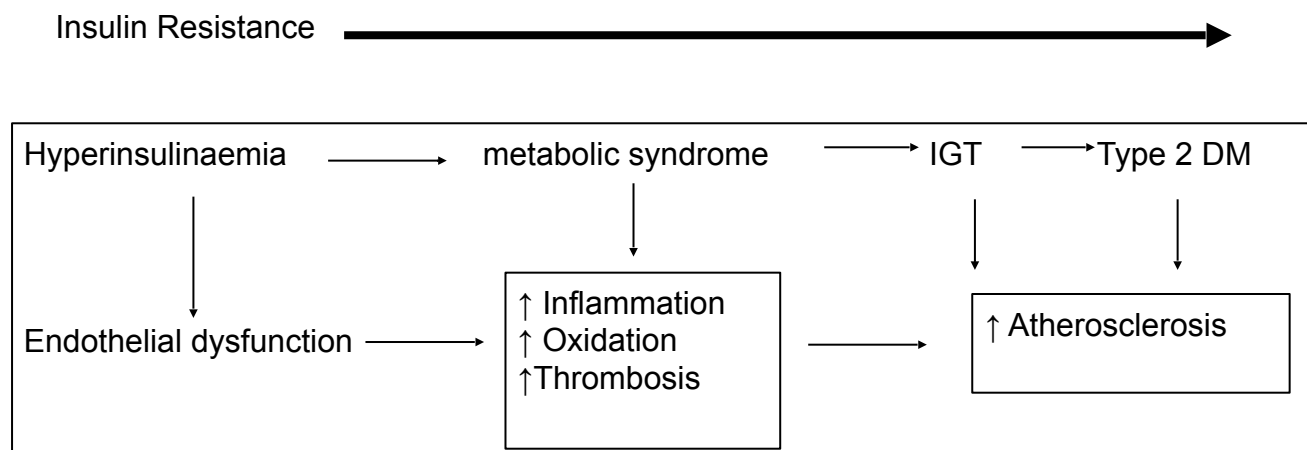 Insulin Resistance
Hyperinsulinaemia metabolic syndrome IGT Type 2 DM
↑ Inflammation
Endothelial dysfunction ↑ Oxidation ↑ Atherosclerosis
↑Thrombosis